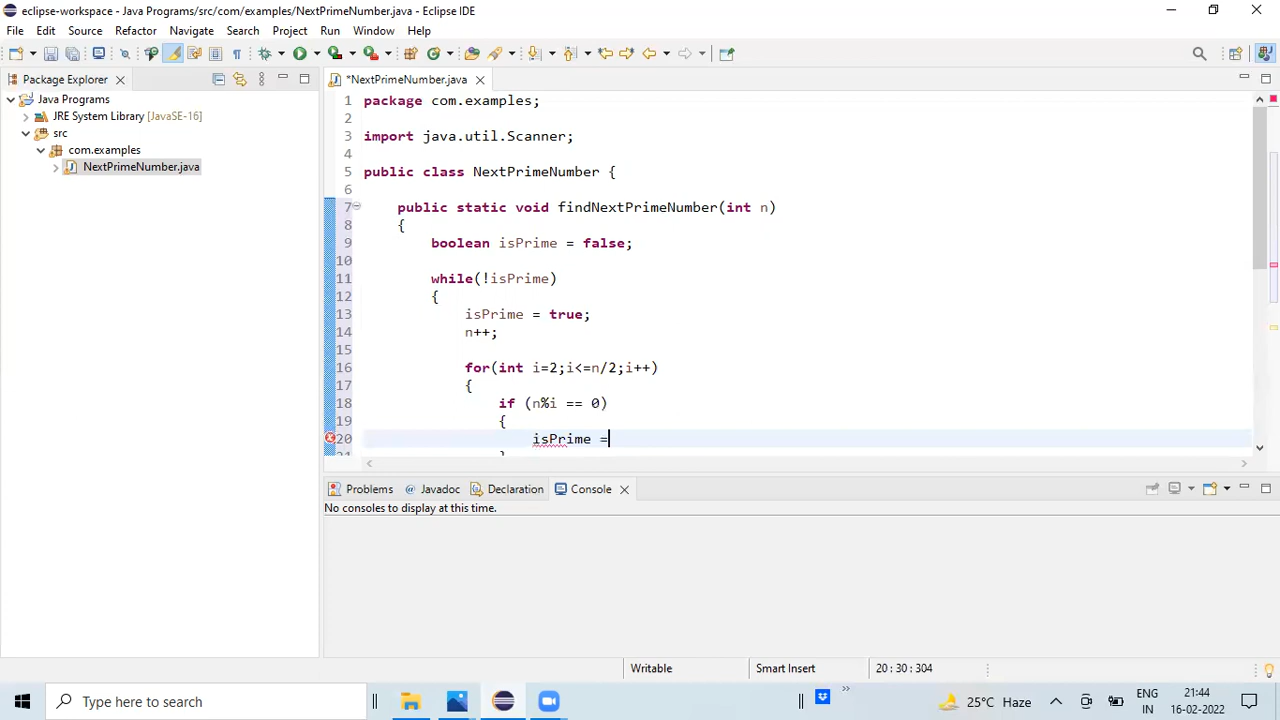 eclipse-workspace - Java Programs/src/com/examples/NextPrimeNumber.java - Eclipse IDE
File Edit Source Refactor Navigate Search Project Run Window Help
Package Explorer
*NextPrimeNumber.java
Java Programs
JRE System Library [JavaSE-16]
src
com.examples
NextPrimeNumber.java
1 package com.examples;
2
3 import java.util.Scanner;
4
5 public class NextPrimeNumber {
6
7 public static void findNextPrimeNumber(int n)
8 {
9 boolean isPrime = false;
10
11 while(!isPrime)
12 {
13 isPrime = true;
14 n++;
15
16 for(int i=2;i<=n/2;i++)
17 {
18 if (n%i == 0)
19 {
20 isPrime =
21 }
Problems @ Javadoc Declaration Console
No consoles to display at this time.
Writable Smart Insert 20 : 30 : 304
Type here to search
25°C Haze
ENG
IN
21:44
16-02-2022